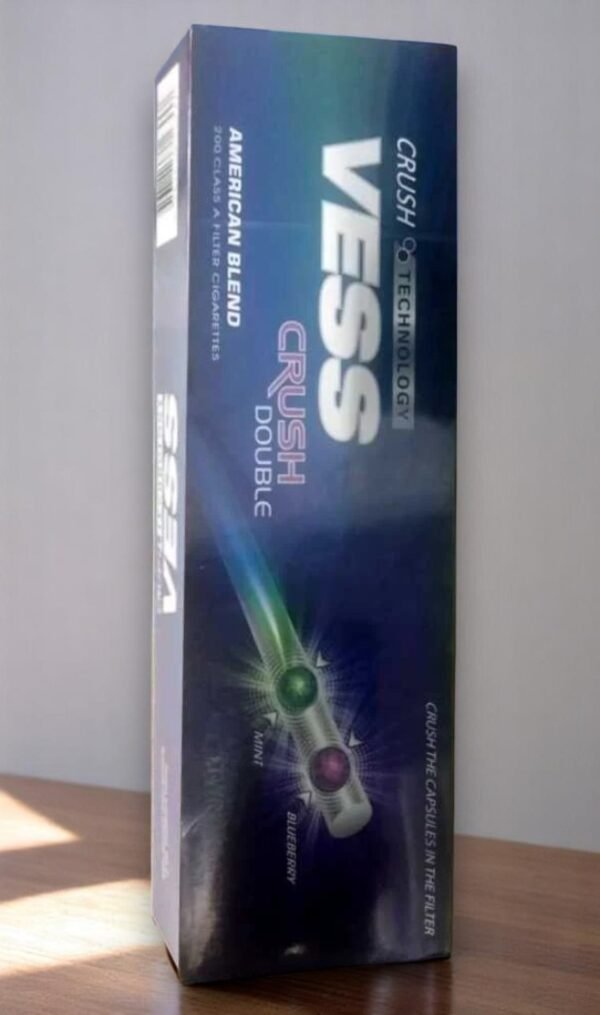 CRUSH TECHNOLOGY
VESS
CRUSH
DOUBLE
AMERICAN BLEND
200 CLASS A FILTER CIGARETTES
CRUSH THE CAPSULES IN THE FILTER
MINT
BLUEBERRY
VESS